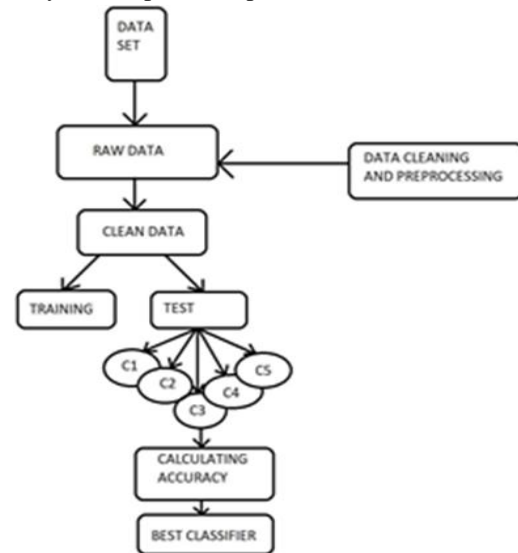 DATA
SET
RAW DATA
DATA CLEANING
AND PREPROCESSING
CLEAN DATA
TRAINING
TEST
C1
C2
C3
C4
C5
CALCULATING
ACCURACY
BEST CLASSIFIER